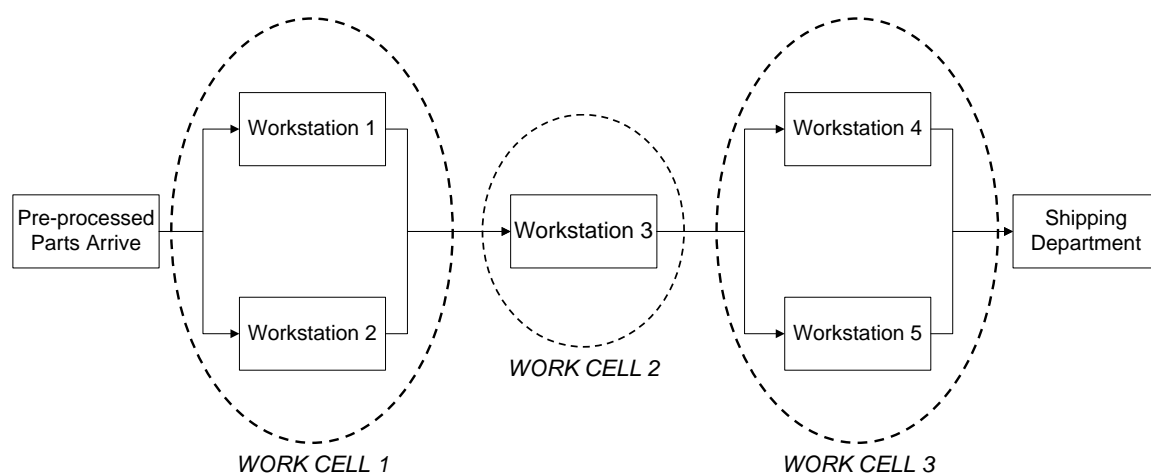 Pre-processed
Parts Arrive
Workstation 1
Workstation 2
WORK CELL 1
Workstation 3
WORK CELL 2
Workstation 4
Workstation 5
WORK CELL 3
Shipping
Department